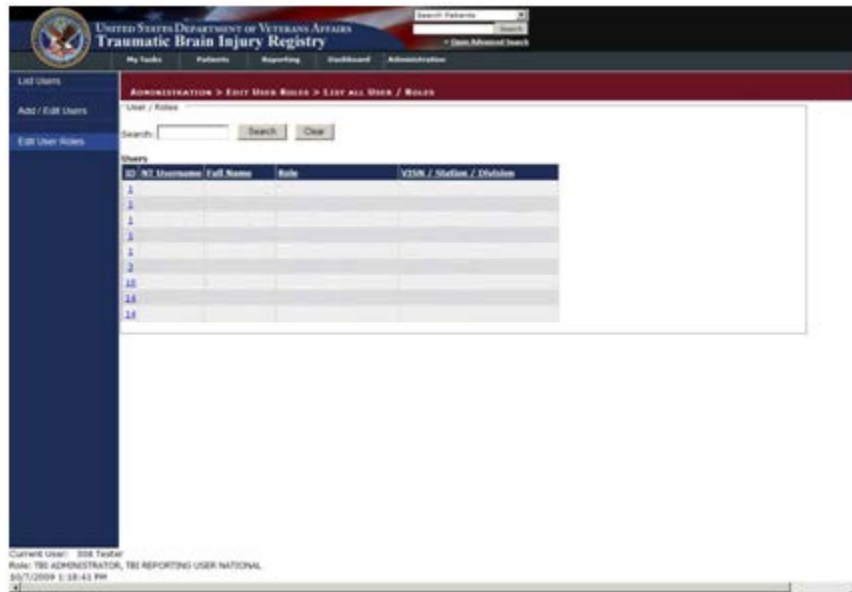 Search Patients
UNITED STATES DEPARTMENT OF VETERANS AFFAIRS
Search
Traumatic Brain Injury Registry
Open Advanced Search
My Tasks Patients Reporting Dashboard Administration
List Users
ADMINISTRATION > EDIT USER ROLES > LIST ALL USER / ROLES
Add / Edit Users
User / Roles
Edit User Roles
Search: Search Clear
Users
ID NT Username Full Name Role VISN / Station / Division
1
1
1
1
1
3
10
14
14
Current User: Tester
Role: TBI ADMINISTRATOR, TBI REPORTING USER NATIONAL
10/7/2009 1:18:41 PM